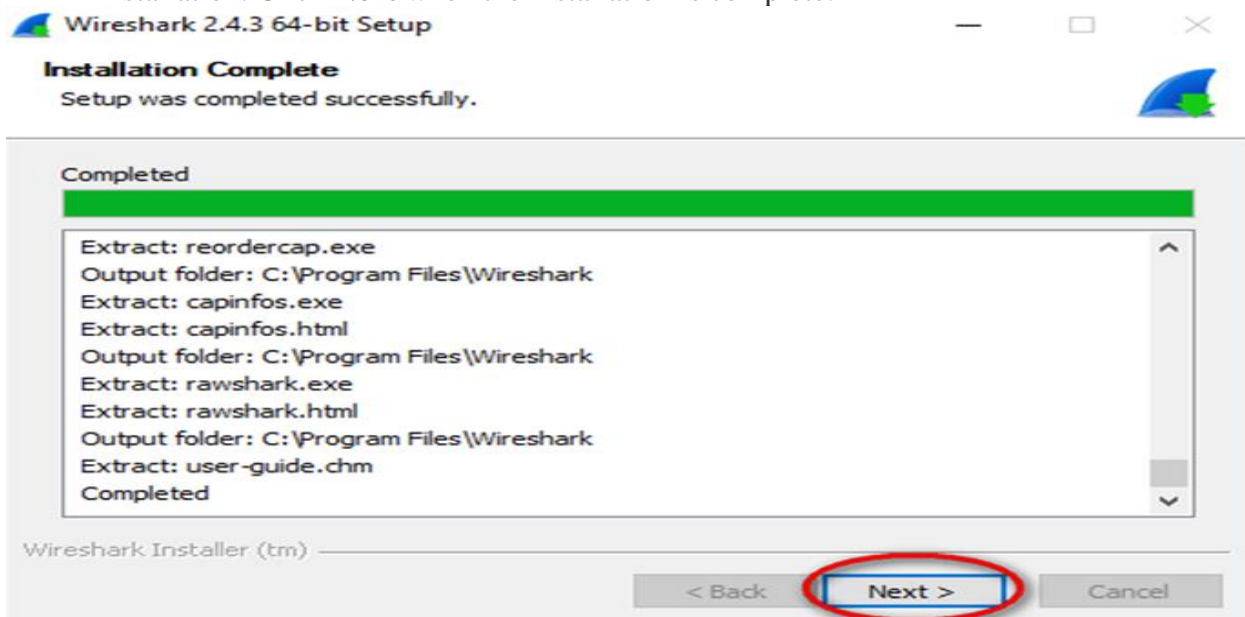 Wireshark 2.4.3 64-bit Setup
Installation Complete
Setup was completed successfully.
Completed
Extract: reordercap.exe
Output folder: C:\Program Files\Wireshark
Extract: capinfos.exe
Extract: capinfos.html
Output folder: C:\Program Files\Wireshark
Extract: rawshark.exe
Extract: rawshark.html
Output folder: C:\Program Files\Wireshark
Extract: user-guide.chm
Completed
Wireshark Installer (tm)
< Back Next > Cancel